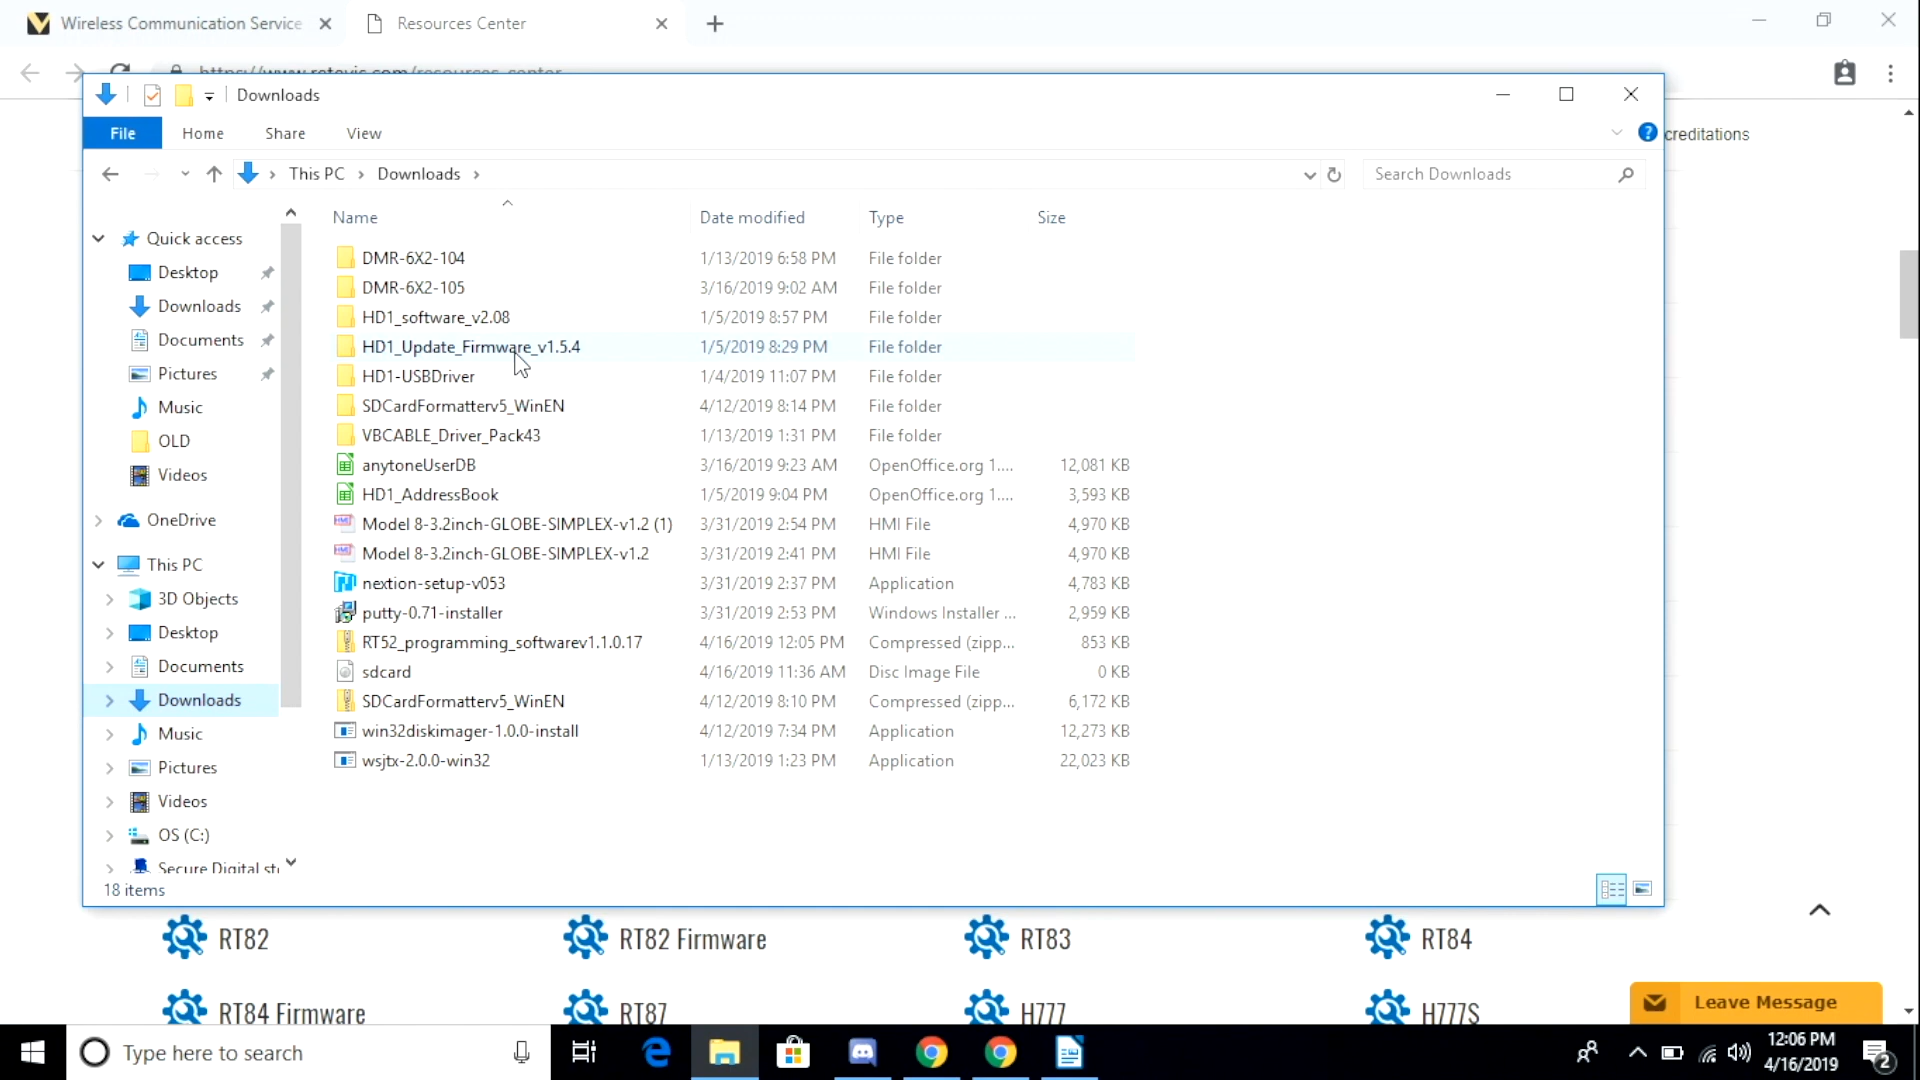 Wireless Communication Service
Resources Center
https://www.retevis.com/resources_center
Downloads
File
Home
Share
View
creditations
This PC
Downloads
Search Downloads
Name
Date modified
Type
Size
Quick access
Desktop
Downloads
Documents
Pictures
Music
OLD
Videos
OneDrive
This PC
3D Objects
Desktop
Documents
Downloads
Music
Pictures
Videos
OS (C:)
Secure Digital st
18 items
DMR-6X2-104 1/13/2019 6:58 PM File folder
DMR-6X2-105 3/16/2019 9:02 AM File folder
HD1_software_v2.08 1/5/2019 8:57 PM File folder
HD1_Update_Firmware_v1.5.4 1/5/2019 8:29 PM File folder
HD1-USBDriver 1/4/2019 11:07 PM File folder
SDCardFormatterv5_WinEN 4/12/2019 8:14 PM File folder
VBCABLE_Driver_Pack43 1/13/2019 1:31 PM File folder
anytoneUserDB 3/16/2019 9:23 AM OpenOffice.org 1.... 12,081 KB
HD1_AddressBook 1/5/2019 9:04 PM OpenOffice.org 1.... 3,593 KB
Model 8-3.2inch-GLOBE-SIMPLEX-v1.2 (1) 3/31/2019 2:54 PM HMI File 4,970 KB
Model 8-3.2inch-GLOBE-SIMPLEX-v1.2 3/31/2019 2:41 PM HMI File 4,970 KB
nextion-setup-v053 3/31/2019 2:37 PM Application 4,783 KB
putty-0.71-installer 3/31/2019 2:53 PM Windows Installer ... 2,959 KB
RT52_programming_softwarev1.1.0.17 4/16/2019 12:05 PM Compressed (zipp... 853 KB
sdcard 4/16/2019 11:36 AM Disc Image File 0 KB
SDCardFormatterv5_WinEN 4/12/2019 8:10 PM Compressed (zipp... 6,172 KB
win32diskimager-1.0.0-install 4/12/2019 7:34 PM Application 12,273 KB
wsjtx-2.0.0-win32 1/13/2019 1:23 PM Application 22,023 KB
RT82
RT82 Firmware
RT83
RT84
RT84 Firmware
RT87
H777
H777S
Leave Message
Type here to search
12:06 PM
4/16/2019
2